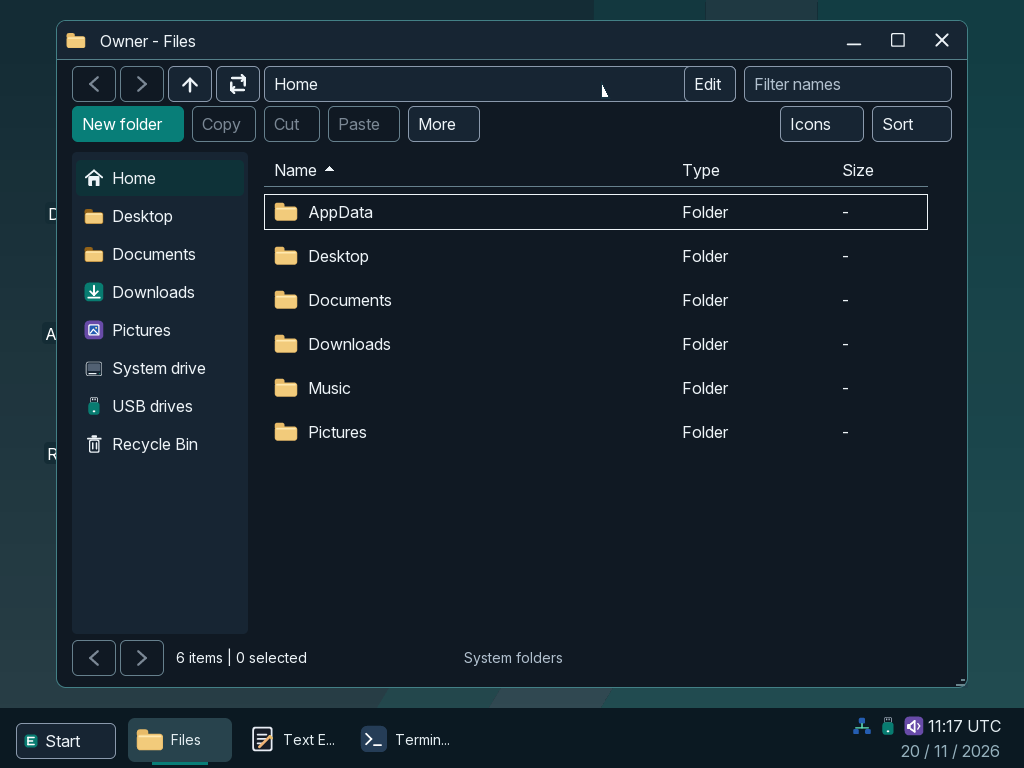 Owner - Files
Home
Edit
Filter names
New folder
Copy
Cut
Paste
More
Icons
Sort
Home
Desktop
Documents
Downloads
Pictures
System drive
USB drives
Recycle Bin
Name Type Size
AppData Folder -
Desktop Folder -
Documents Folder -
Downloads Folder -
Music Folder -
Pictures Folder -
D
A
R
6 items | 0 selected
System folders
Start
Files
Text E...
Termin...
11:17 UTC
20 / 11 / 2026